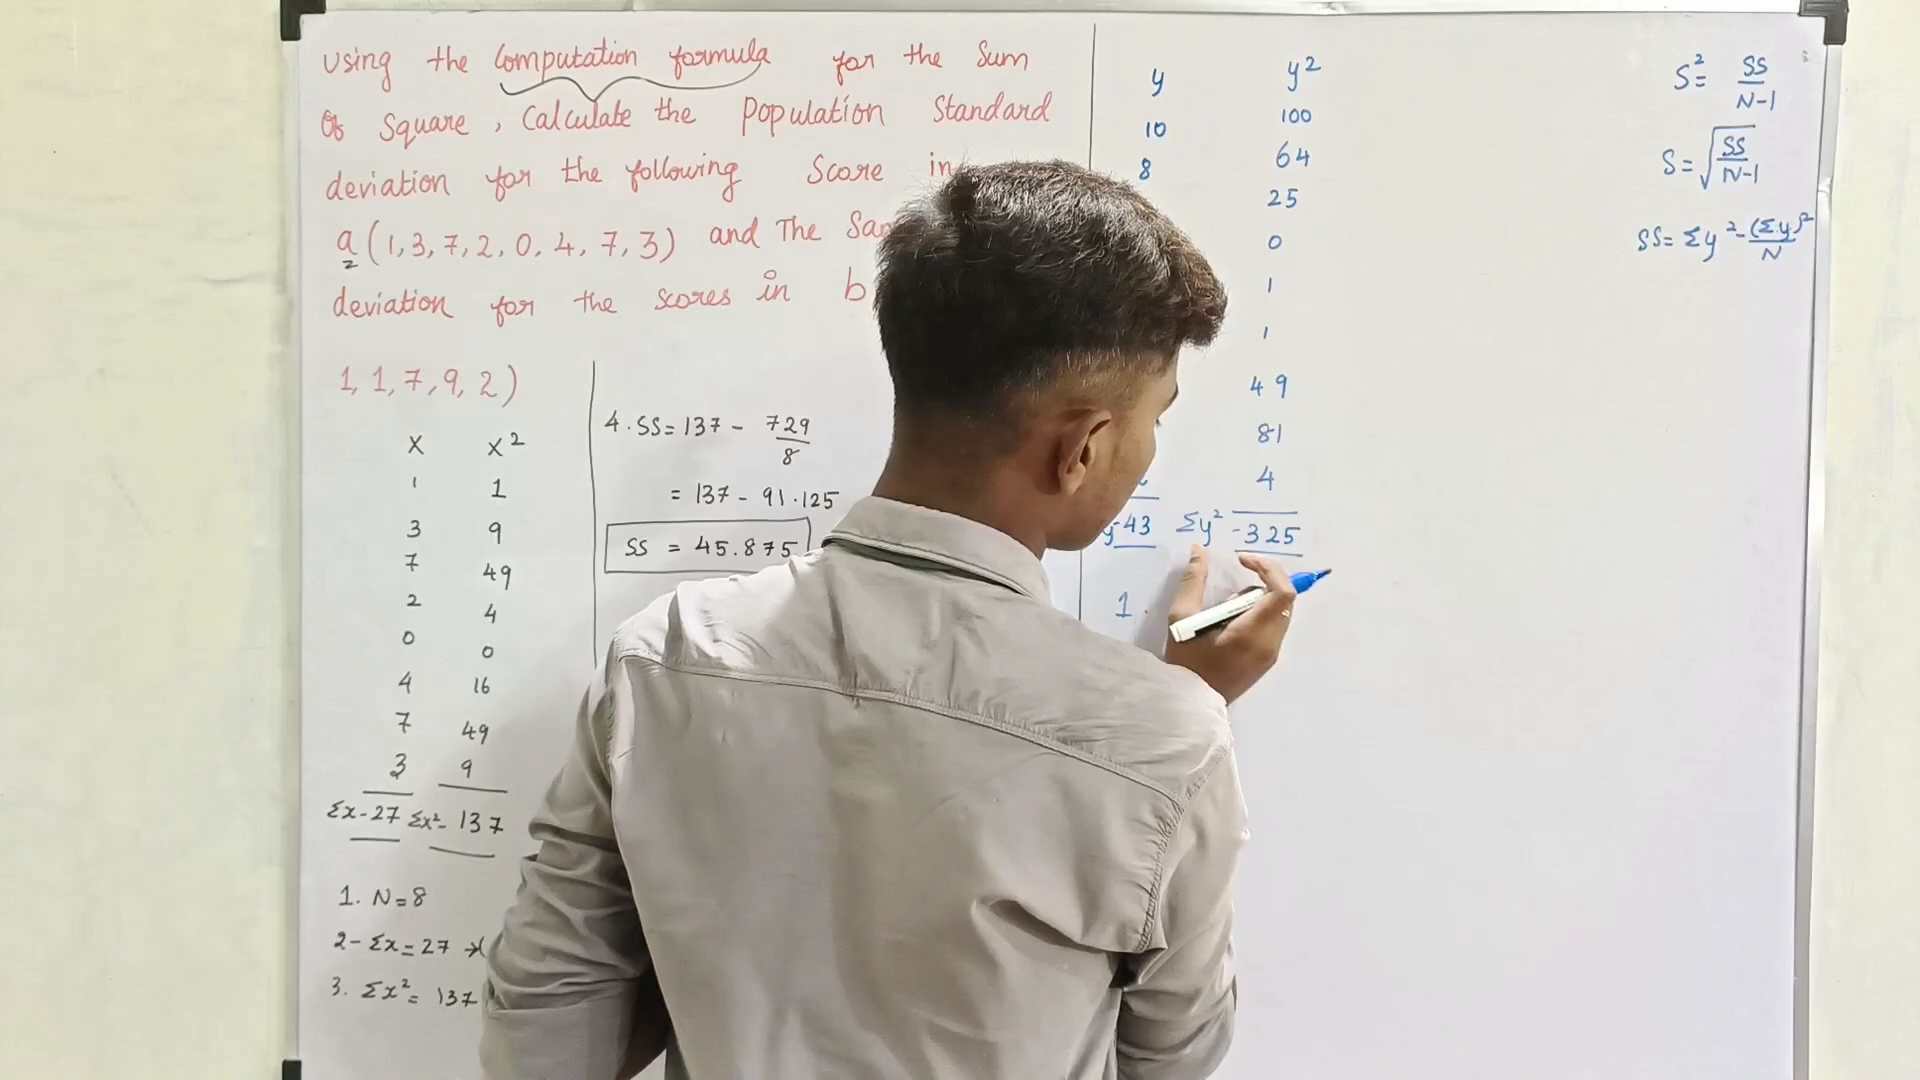 Using the Computation formula for the Sum
Of Square, Calculate the Population Standard
deviation for the following Score in
a (1, 3, 7, 2, 0, 4, 7, 3) and The
deviation for the scores in b
1, 1, 7, 9, 2)
X X²
1 1
3 9
7 49
2 4
0 0
4 16
7 49
3 9
Σx - 27 Σx² - 137
1. N = 8
2 - Σx = 27 →(
3. Σx² = 137
4. SS = 137 - 729/8
= 137 - 91.125
SS = 45.875
y y²
10 100
8 64
25
0
1
1
49
81
4
y - 43 Σy² - 325
1.
S² = SS/N-1
S = √SS/N-1
SS = Σy² - (Σy)²/N